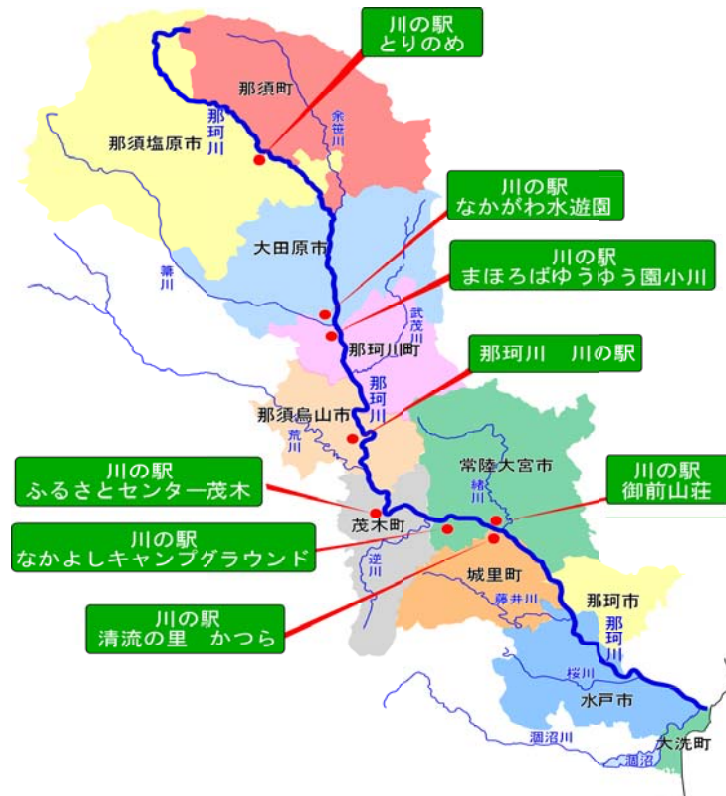 川の駅
とりのめ
那須町
余笹川
那珂川
那須塩原市
川の駅
なかがわ水遊園
大田原市
箒川
川の駅
まほろばゆうゆう園小川
武茂川
那珂川町
那珂川　川の駅
那珂川
那須烏山市
荒川
常陸大宮市
緒川
川の駅
ふるさとセンター茂木
川の駅
御前山荘
茂木町
川の駅
なかよしキャンプグラウンド
逆川
城里町
藤井川
那珂市
川の駅
清流の里　かつら
那珂川
桜川
水戸市
涸沼川
大洗町
涸沼